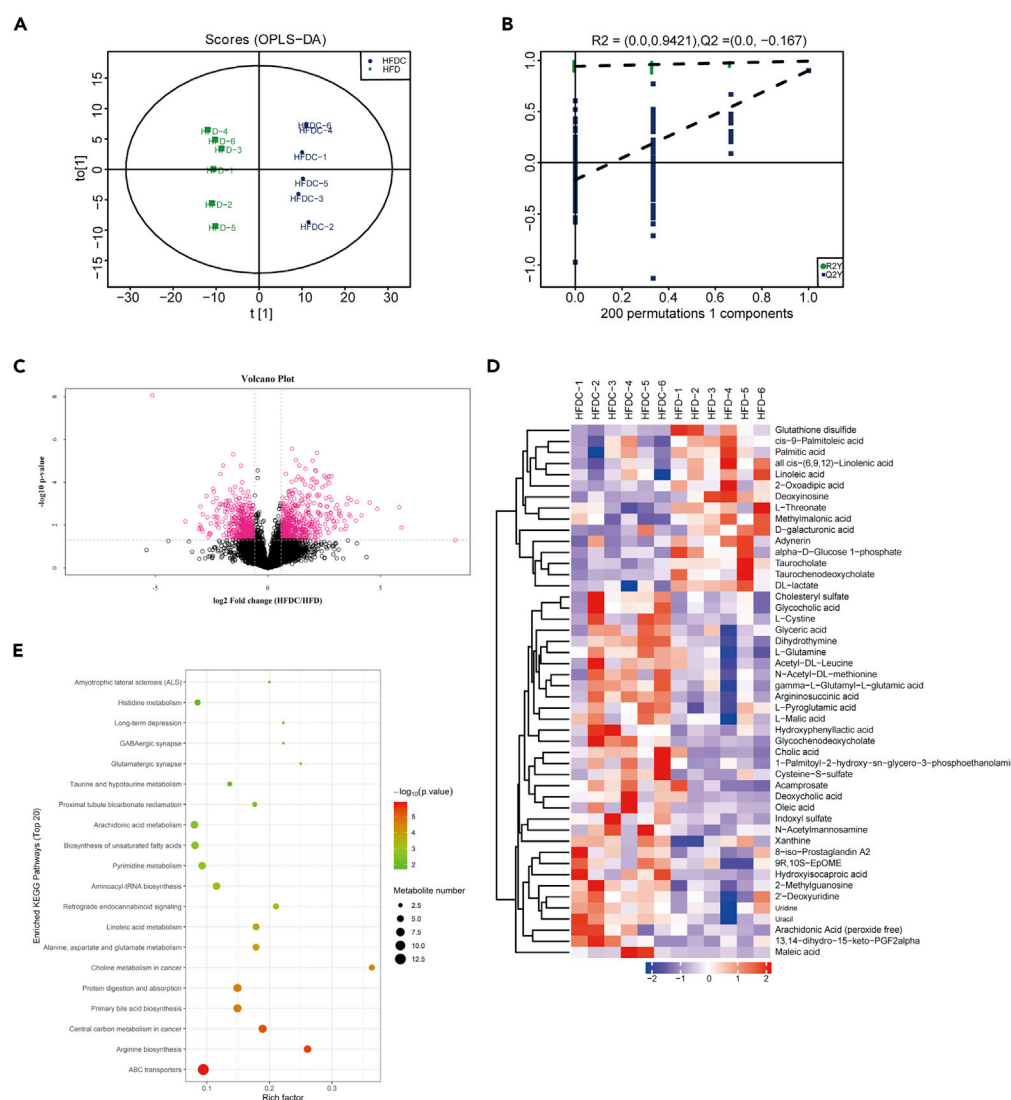 A
Scores (OPLS−DA)
HFDC
HFD
HFD−4
HFD−6
HFD−3
HFD−1
HFD−2
HFD−5
HFDC−6
HFDC−4
HFDC−1
HFDC−5
HFDC−3
HFDC−2
to[1]
15
10
5
0
−5
−10
−15
−30 −20 −10 0 10 20 30
t [1]
B
R2 = (0.0,0.9421),Q2 =(0.0, −0.167)
1.0
0.5
0.0
−0.5
−1.0
R2Y
Q2Y
0.0 0.2 0.4 0.6 0.8 1.0
200 permutations 1 components
C
Volcano Plot
-log10 p-value
8
6
4
2
0
-5 0 5
log2 Fold change (HFDC/HFD)
D
HFDC−1 HFDC−2 HFDC−3 HFDC−4 HFDC−5 HFDC−6 HFD−1 HFD−2 HFD−3 HFD−4 HFD−5 HFD−6
Glutathione disulfide
cis−9−Palmitoleic acid
Palmitic acid
all cis−(6,9,12)−Linolenic acid
Linoleic acid
2−Oxoadipic acid
Deoxyinosine
L−Threonate
Methylmalonic acid
D−galacturonic acid
Adynerin
alpha−D−Glucose 1−phosphate
Taurocholate
Taurochenodeoxycholate
DL−lactate
Cholesteryl sulfate
Glycocholic acid
L−Cystine
Glyceric acid
Dihydrothymine
L−Glutamine
Acetyl−DL−Leucine
N−Acetyl−DL−methionine
gamma−L−Glutamyl−L−glutamic acid
Argininosuccinic acid
L−Pyroglutamic acid
L−Malic acid
Hydroxyphenyllactic acid
Glycochenodeoxycholate
Cholic acid
1−Palmitoyl−2−hydroxy−sn−glycero−3−phosphoethanolami
Cysteine−S−sulfate
Acamprosate
Deoxycholic acid
Oleic acid
Indoxyl sulfate
N−Acetylmannosamine
Xanthine
8−iso−Prostaglandin A2
9R,10S−EpOME
Hydroxyisocaproic acid
2−Methylguanosine
2'−Deoxyuridine
Uridine
Uracil
Arachidonic Acid (peroxide free)
13,14−dihydro−15−keto−PGF2alpha
Maleic acid
−2 −1 0 1 2
E
Enriched KEGG Pathways (Top 20)
Amyotrophic lateral sclerosis (ALS)
Histidine metabolism
Long−term depression
GABAergic synapse
Glutamatergic synapse
Taurine and hypotaurine metabolism
Proximal tubule bicarbonate reclamation
Arachidonic acid metabolism
Biosynthesis of unsaturated fatty acids
Pyrimidine metabolism
Aminoacyl−tRNA biosynthesis
Retrograde endocannabinoid signaling
Linoleic acid metabolism
Alanine, aspartate and glutamate metabolism
Choline metabolism in cancer
Protein digestion and absorption
Primary bile acid biosynthesis
Central carbon metabolism in cancer
Arginine biosynthesis
ABC transporters
0.1 0.2 0.3
Rich factor
−log10(p.value)
5
4
3
2
Metabolite number
2.5
5.0
7.5
10.0
12.5